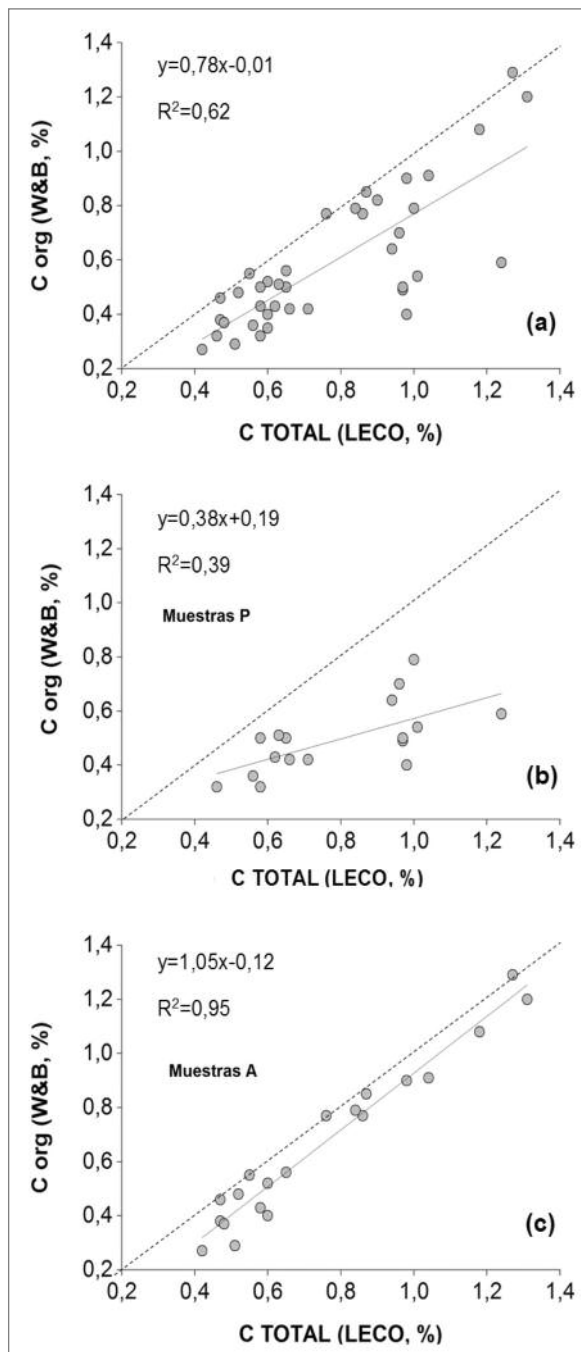 1,4
y=0,78x-0,01
1,2
R²=0,62
1,0
0,8
0,6
0,4
(a)
0,2
0,2 0,4 0,6 0,8 1,0 1,2 1,4
C org (W&B, %)
C TOTAL (LECO, %)
1,4
y=0,38x+0,19
1,2
R²=0,39
1,0
Muestras P
0,8
0,6
0,4
(b)
0,2
0,2 0,4 0,6 0,8 1,0 1,2 1,4
C org (W&B, %)
C TOTAL (LECO, %)
1,4
y=1,05x-0,12
1,2
R²=0,95
1,0
Muestras A
0,8
0,6
0,4
(c)
0,2
0,2 0,4 0,6 0,8 1,0 1,2 1,4
C org (W&B, %)
C TOTAL (LECO, %)